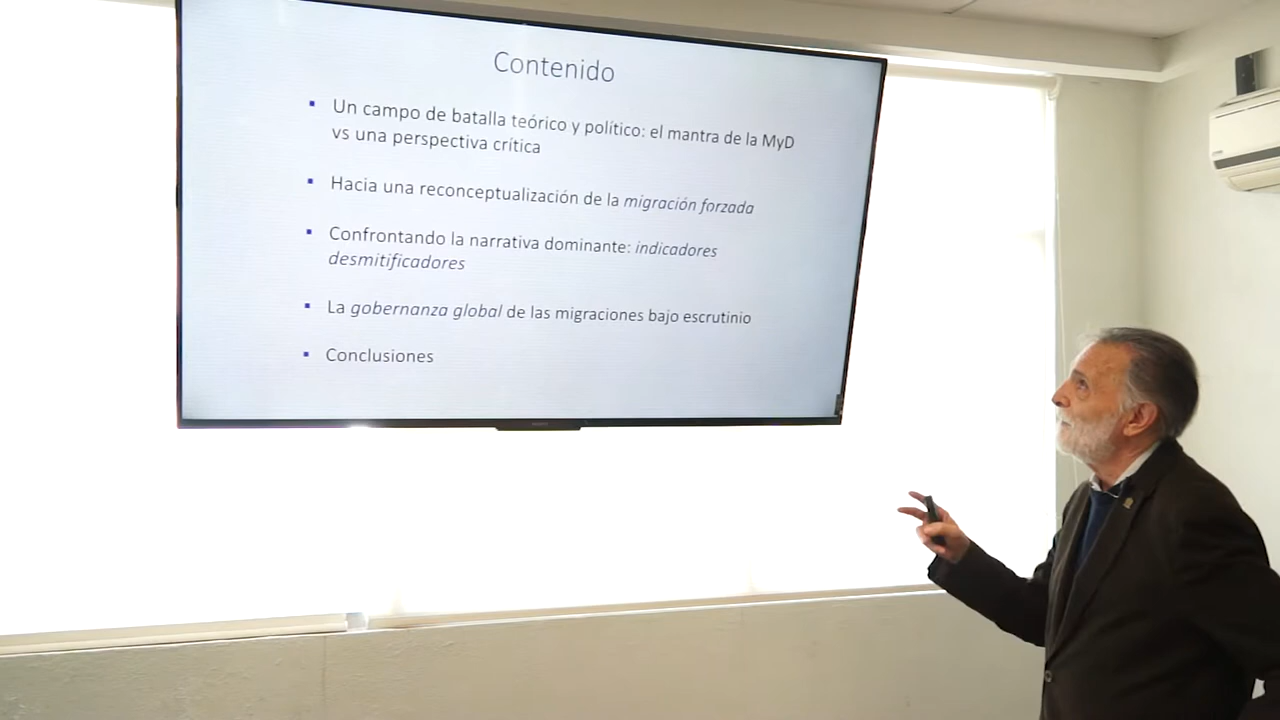 Contenido
▪ Un campo de batalla teórico y político: el mantra de la MyD
vs una perspectiva crítica
▪ Hacia una reconceptualización de la migración forzada
▪ Confrontando la narrativa dominante: indicadores
desmitificadores
▪ La gobernanza global de las migraciones bajo escrutinio
▪ Conclusiones